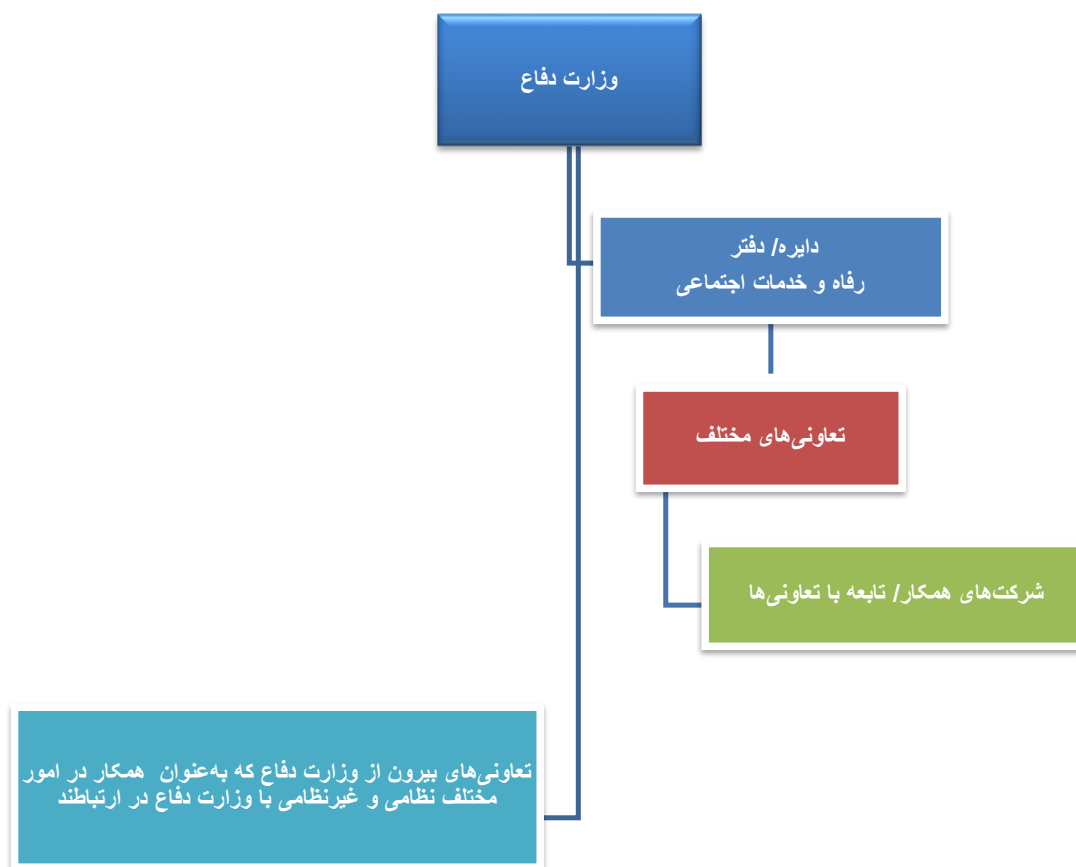 وزارت دفاع
دایره/ دفتر
رفاه و خدمات اجتماعی
تعاونی‌های مختلف
شرکت‌های همکار/ تابعه با تعاونی‌ها
تعاونی‌های بیرون از وزارت دفاع که به‌عنوان همکار در امور
مختلف نظامی و غیرنظامی با وزارت دفاع در ارتباطند